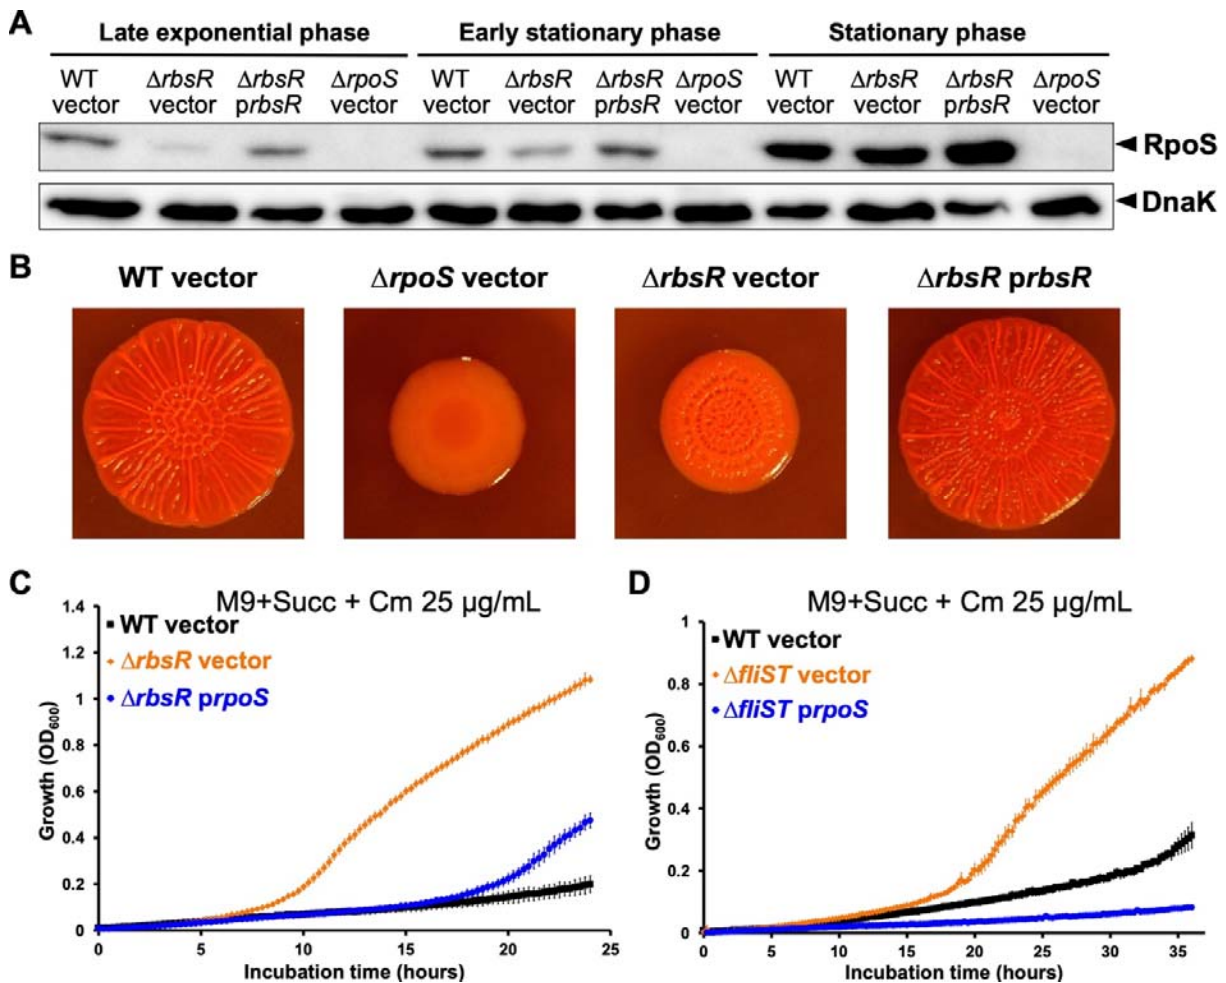 A
Late exponential phase Early stationary phase Stationary phase
WT ΔrbsR ΔrbsR ΔrpoS WT ΔrbsR ΔrbsR ΔrpoS WT ΔrbsR ΔrbsR ΔrpoS
vector vector prbsR vector vector vector prbsR vector vector vector prbsR vector
RpoS
DnaK
B
WT vector ΔrpoS vector ΔrbsR vector ΔrbsR prbsR
C
M9+Succ + Cm 25 µg/mL
WT vector
ΔrbsR vector
ΔrbsR prpoS
Growth (OD600)
1.4
1.2
1
0.8
0.6
0.4
0.2
0
0 5 10 15 20 25
Incubation time (hours)
D
M9+Succ + Cm 25 µg/mL
WT vector
ΔfliST vector
ΔfliST prpoS
Growth (OD600)
1
0.8
0.6
0.4
0.2
0
0 5 10 15 20 25 30 35
Incubation time (hours)